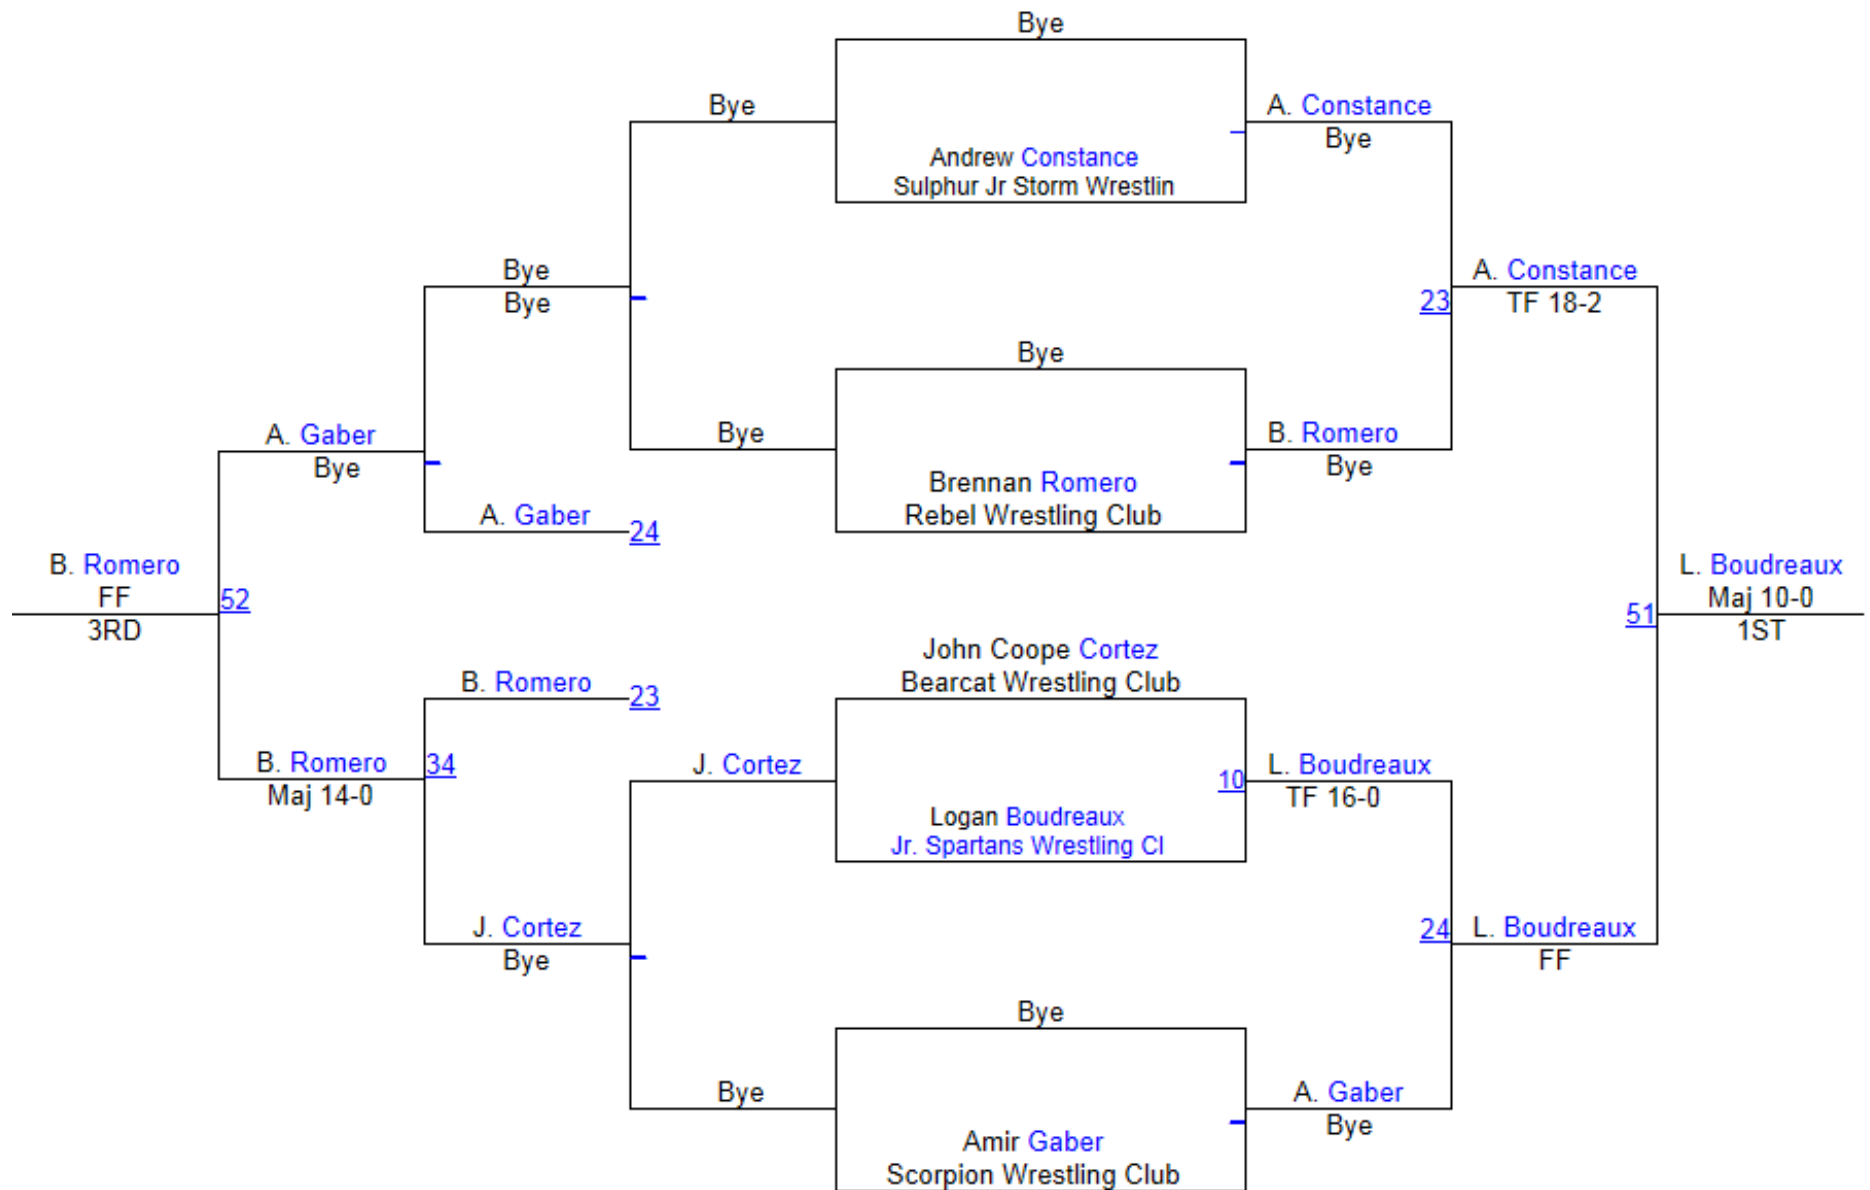 Bye
Bye
A. Constance
Bye
Andrew Constance
Sulphur Jr Storm Wrestlin
Bye
Bye
A. Constance
23
TF 18-2
Bye
A. Gaber
Bye
Bye
B. Romero
Bye
Brennan Romero
Rebel Wrestling Club
A. Gaber
24
B. Romero
FF
52
3RD
L. Boudreaux
Maj 10-0
51
1ST
John Coope Cortez
Bearcat Wrestling Club
B. Romero
23
B. Romero
34
Maj 14-0
J. Cortez
10
L. Boudreaux
TF 16-0
Logan Boudreaux
Jr. Spartans Wrestling Cl
J. Cortez
Bye
24
L. Boudreaux
FF
Bye
Bye
A. Gaber
Bye
Amir Gaber
Scorpion Wrestling Club